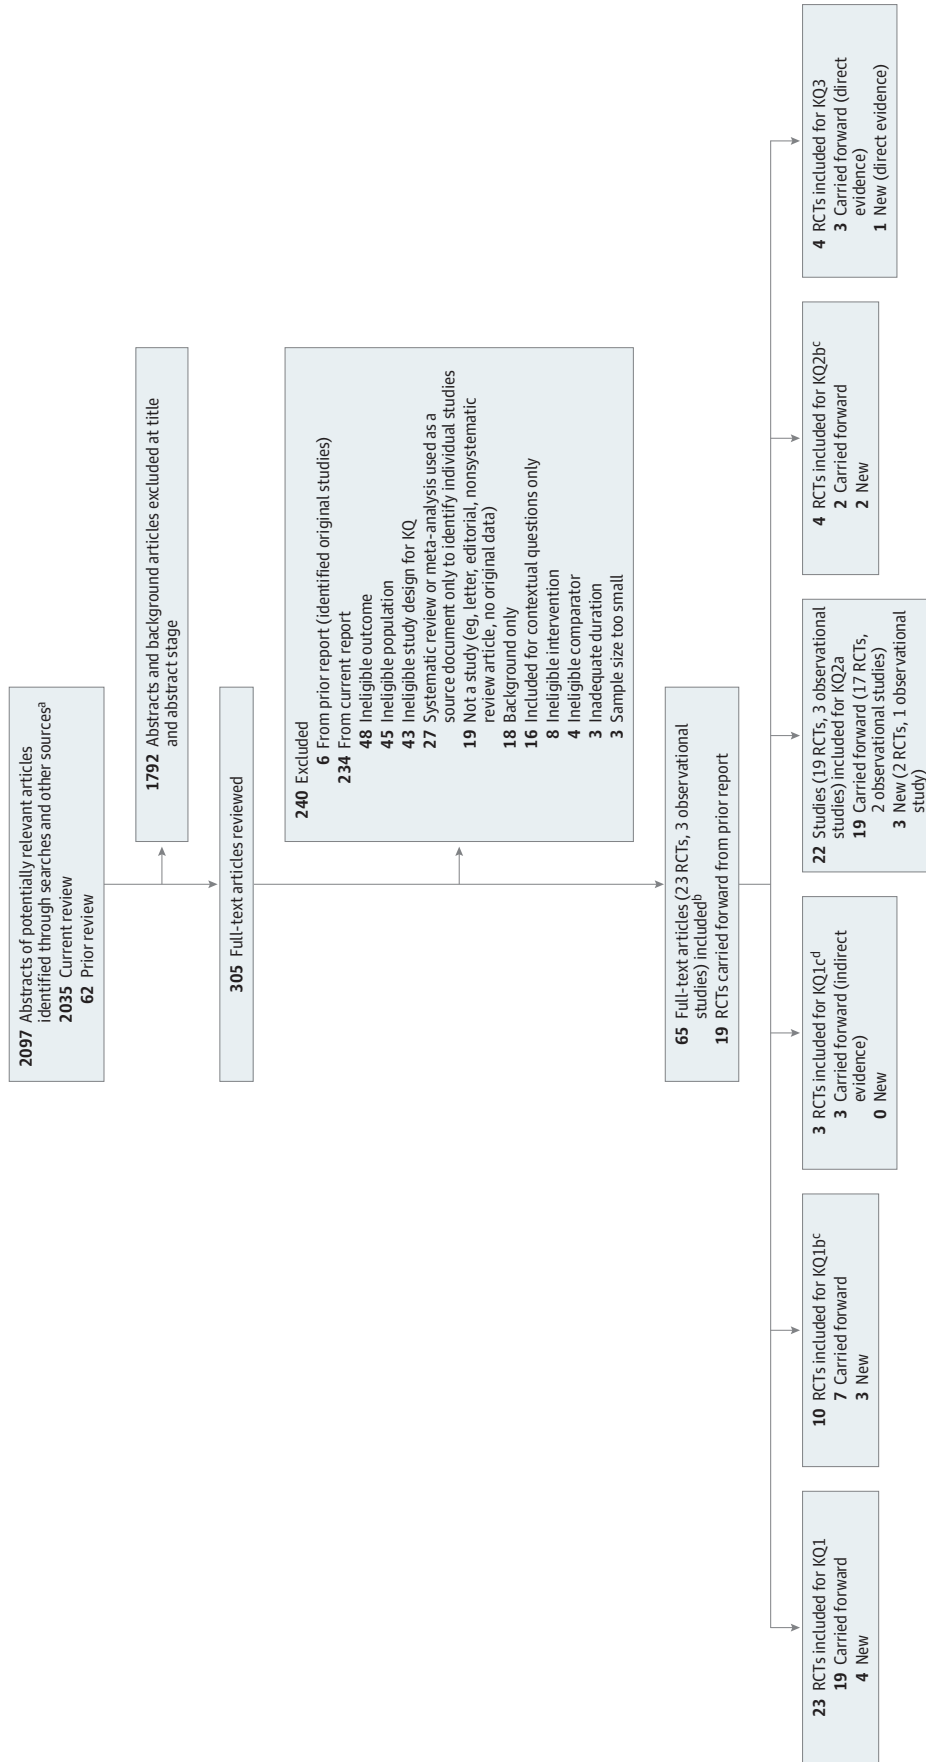 2097 Abstracts of potentially relevant articles
identified through searches and other sourcesa
2035 Current review
62 Prior review
1792 Abstracts and background articles excluded at title
and abstract stage
305 Full-text articles reviewed
240 Excluded
6 From prior report (identified original studies)
234 From current report
48 Ineligible outcome
45 Ineligible population
43 Ineligible study design for KQ
27 Systematic review or meta-analysis used as a
source document only to identify individual studies
19 Not a study (eg, letter, editorial, nonsystematic
review article, no original data)
18 Background only
16 Included for contextual questions only
8 Ineligible intervention
4 Ineligible comparator
3 Inadequate duration
3 Sample size too small
65 Full-text articles (23 RCTs, 3 observational
studies) includedb
19 RCTs carried forward from prior report
23 RCTs included for KQ1
19 Carried forward
4 New
10 RCTs included for KQ1bc
7 Carried forward
3 New
3 RCTs included for KQ1cd
3 Carried forward (indirect
evidence)
0 New
22 Studies (19 RCTs, 3 observational
studies) included for KQ2a
19 Carried forward (17 RCTs,
2 observational studies)
3 New (2 RCTs, 1 observational
study)
4 RCTs included for KQ2bc
2 Carried forward
2 New
4 RCTs included for KQ3
3 Carried forward (direct
evidence)
1 New (direct evidence)